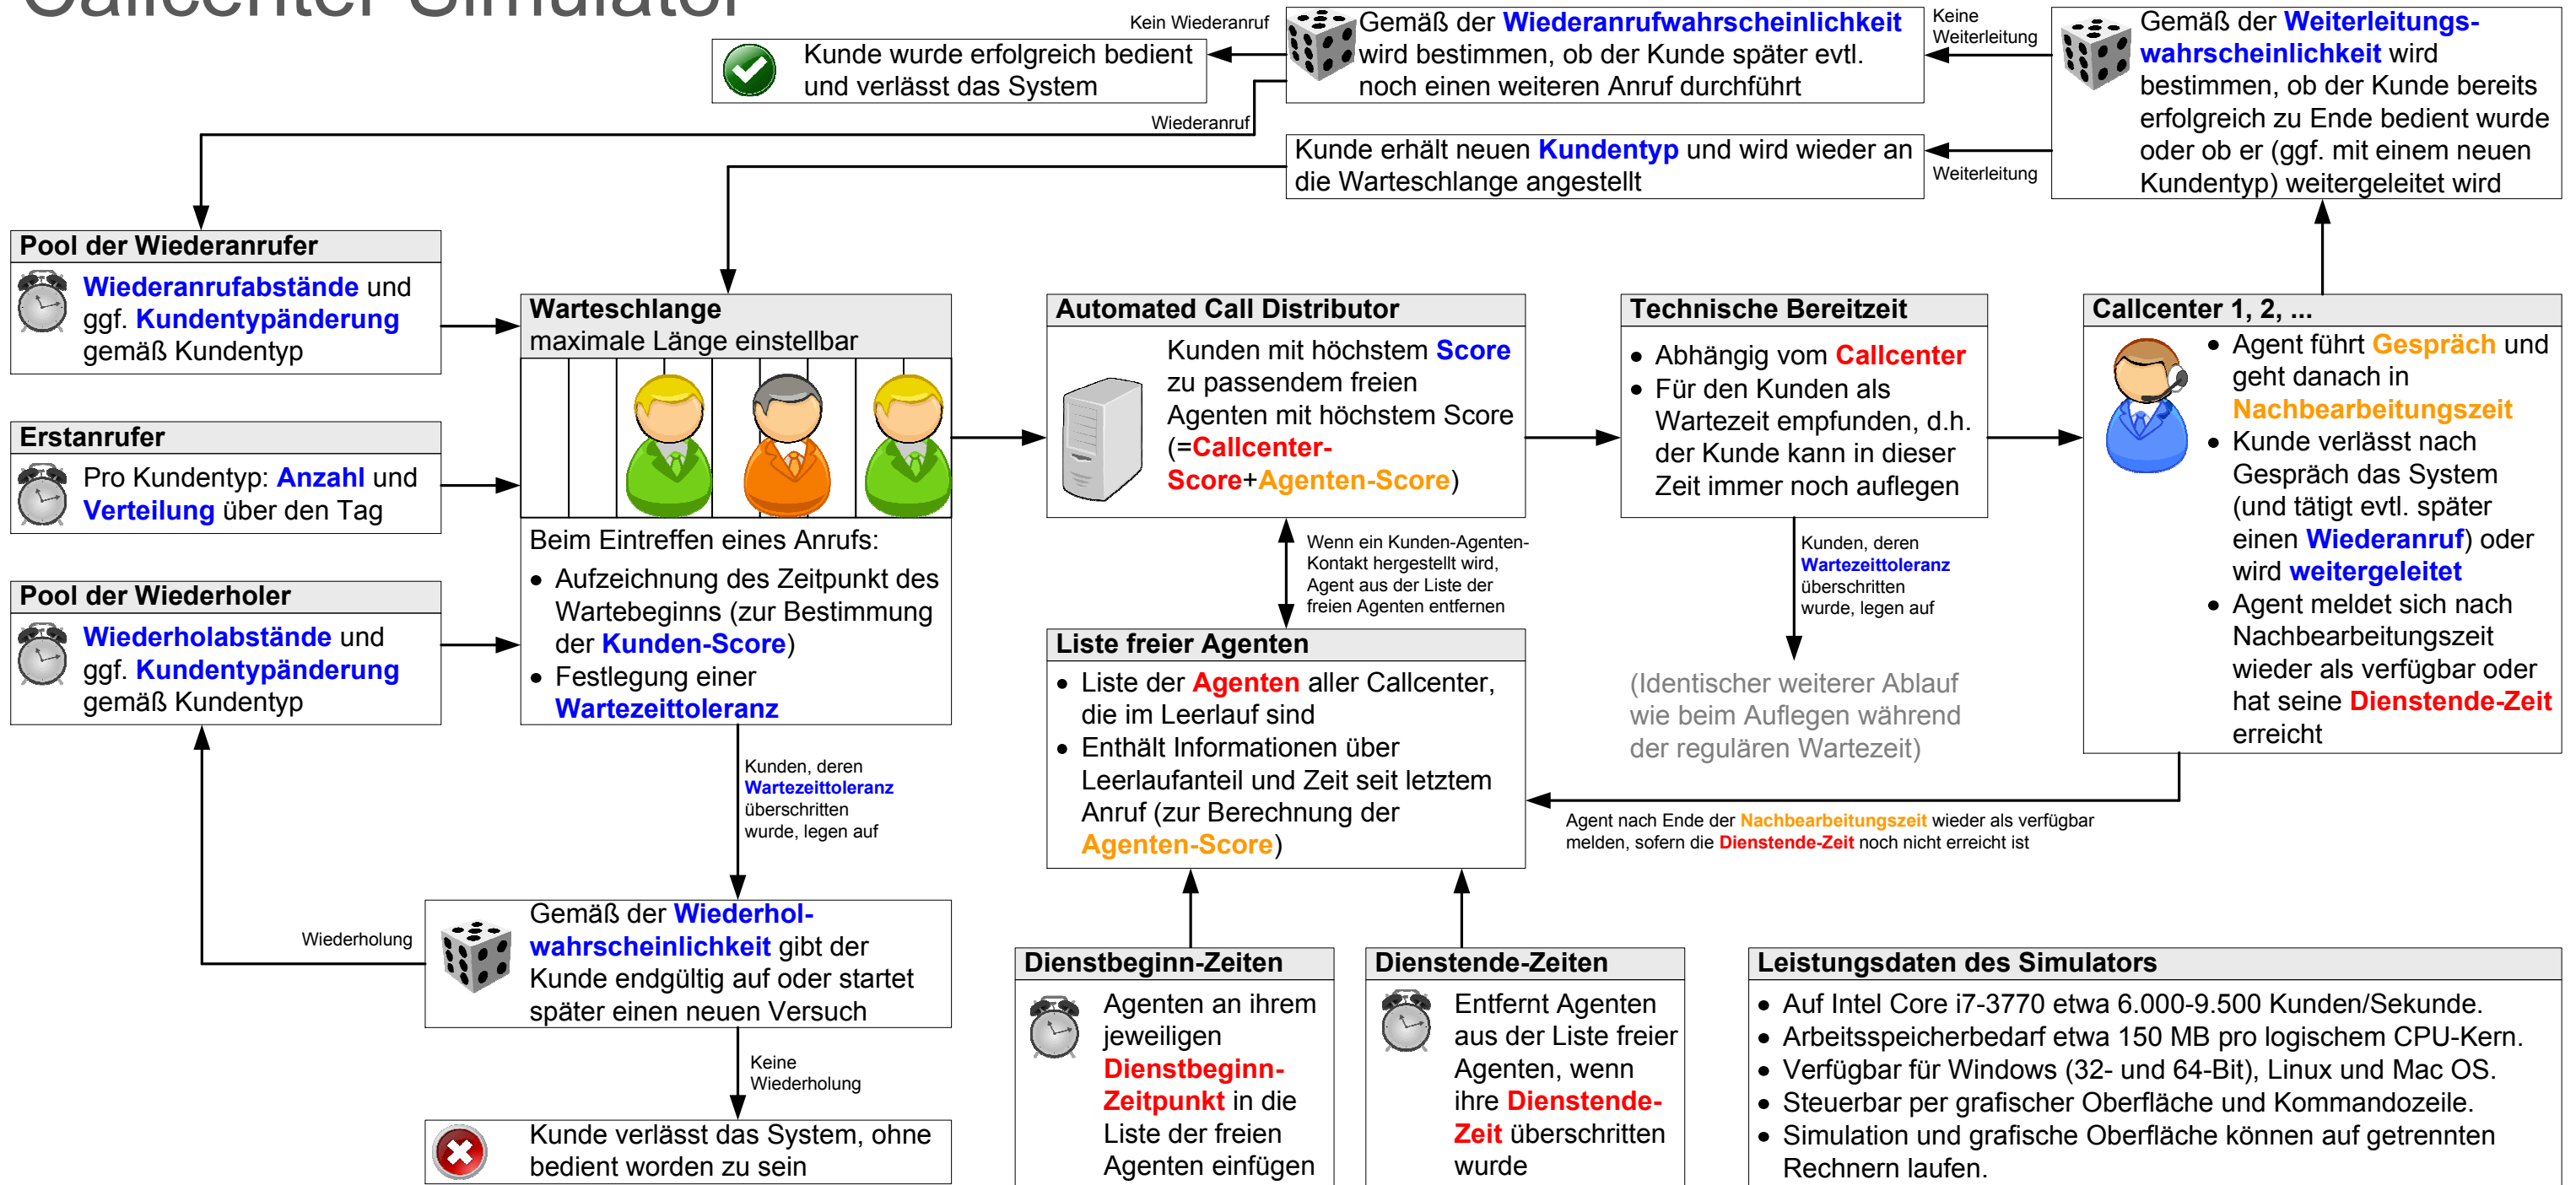 Callcenter Simulator
Kein Wiederanruf
Kunde wurde erfolgreich bedient
und verlässt das System
Gemäß der Wiederanrufwahrscheinlichkeit
wird bestimmen, ob der Kunde später evtl.
noch einen weiteren Anruf durchführt
Keine
Weiterleitung
Gemäß der Weiterleitungs-
wahrscheinlichkeit wird
bestimmen, ob der Kunde bereits
erfolgreich zu Ende bedient wurde
oder ob er (ggf. mit einem neuen
Kundentyp) weitergeleitet wird
Wiederanruf
Kunde erhält neuen Kundentyp und wird wieder an
die Warteschlange angestellt
Weiterleitung
Pool der Wiederanrufer
Wiederanrufabstände und
ggf. Kundentypänderung
gemäß Kundentyp
Erstanrufer
Pro Kundentyp: Anzahl und
Verteilung über den Tag
Pool der Wiederholer
Wiederholabstände und
ggf. Kundentypänderung
gemäß Kundentyp
Warteschlange
maximale Länge einstellbar
Beim Eintreffen eines Anrufs:
• Aufzeichnung des Zeitpunkt des
Wartebeginns (zur Bestimmung
der Kunden-Score)
• Festlegung einer
Wartezeittoleranz
Automated Call Distributor
Kunden mit höchstem Score
zu passendem freien
Agenten mit höchstem Score
(=Callcenter-
Score+Agenten-Score)
Technische Bereitzeit
• Abhängig vom Callcenter
• Für den Kunden als
Wartezeit empfunden, d.h.
der Kunde kann in dieser
Zeit immer noch auflegen
Callcenter 1, 2, ...
• Agent führt Gespräch und
geht danach in
Nachbearbeitungszeit
• Kunde verlässt nach
Gespräch das System
(und tätigt evtl. später
einen Wiederanruf) oder
wird weitergeleitet
• Agent meldet sich nach
Nachbearbeitungszeit
wieder als verfügbar oder
hat seine Dienstende-Zeit
erreicht
Wenn ein Kunden-Agenten-
Kontakt hergestellt wird,
Agent aus der Liste der
freien Agenten entfernen
Kunden, deren
Wartezeittoleranz
überschritten
wurde, legen auf
Liste freier Agenten
• Liste der Agenten aller Callcenter,
die im Leerlauf sind
• Enthält Informationen über
Leerlaufanteil und Zeit seit letztem
Anruf (zur Berechnung der
Agenten-Score)
(Identischer weiterer Ablauf
wie beim Auflegen während
der regulären Wartezeit)
Kunden, deren
Wartezeittoleranz
überschritten
wurde, legen auf
Agent nach Ende der Nachbearbeitungszeit wieder als verfügbar
melden, sofern die Dienstende-Zeit noch nicht erreicht ist
Wiederholung
Gemäß der Wiederhol-
wahrscheinlichkeit gibt der
Kunde endgültig auf oder startet
später einen neuen Versuch
Keine
Wiederholung
Kunde verlässt das System, ohne
bedient worden zu sein
Dienstbeginn-Zeiten
Agenten an ihrem
jeweiligen
Dienstbeginn-
Zeitpunkt in die
Liste der freien
Agenten einfügen
Dienstende-Zeiten
Entfernt Agenten
aus der Liste freier
Agenten, wenn
ihre Dienstende-
Zeit überschritten
wurde
Leistungsdaten des Simulators
• Auf Intel Core i7-3770 etwa 6.000-9.500 Kunden/Sekunde.
• Arbeitsspeicherbedarf etwa 150 MB pro logischem CPU-Kern.
• Verfügbar für Windows (32- und 64-Bit), Linux und Mac OS.
• Steuerbar per grafischer Oberfläche und Kommandozeile.
• Simulation und grafische Oberfläche können auf getrennten
Rechnern laufen.